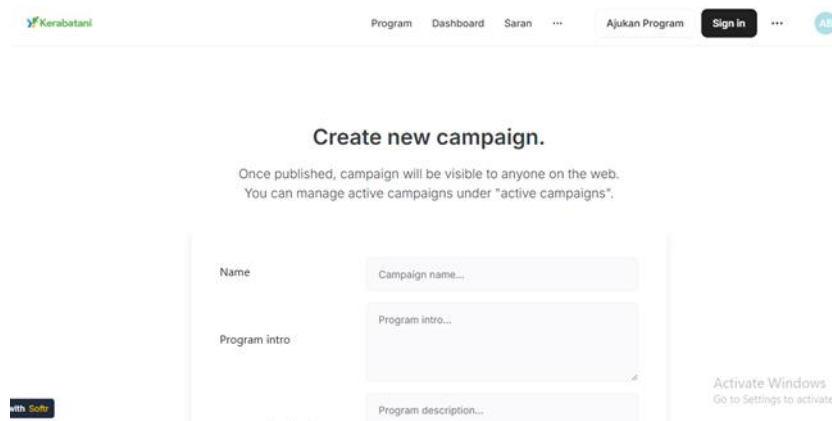 Kerabatani
Program Dashboard Saran ... Ajukan Program Sign in ...
Create new campaign.
Once published, campaign will be visible to anyone on the web.
You can manage active campaigns under "active campaigns".
Name
Campaign name...
Program intro
Program intro...
Program description...
with Softr
Activate Windows
Go to Settings to activate